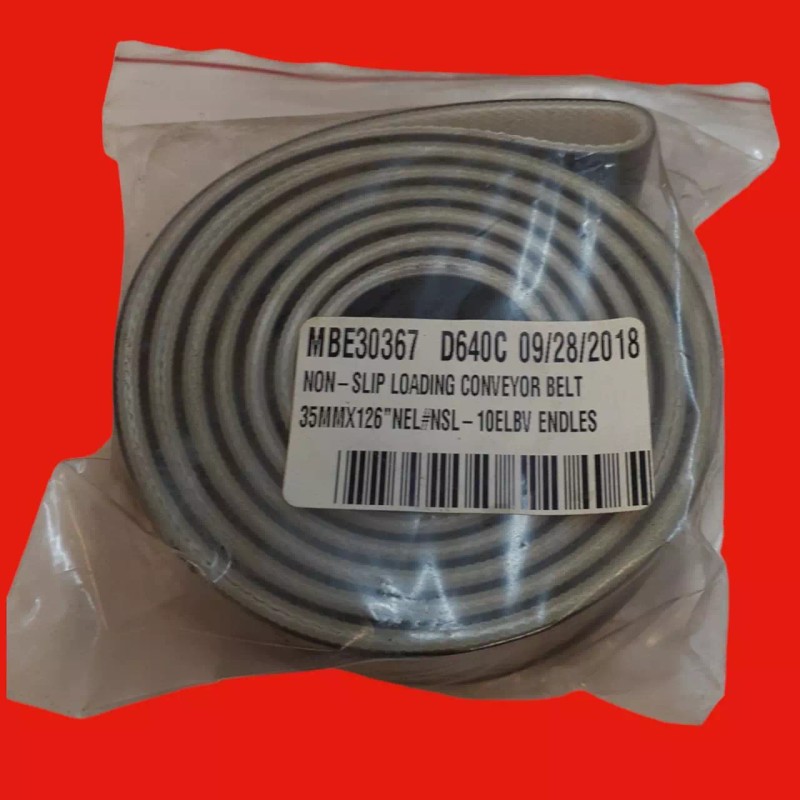 MBE30367 D640C 09/28/2018
NON-SLIP LOADING CONVEYOR BELT
35MMX126"NEL#NSL-10ELBV ENDLES